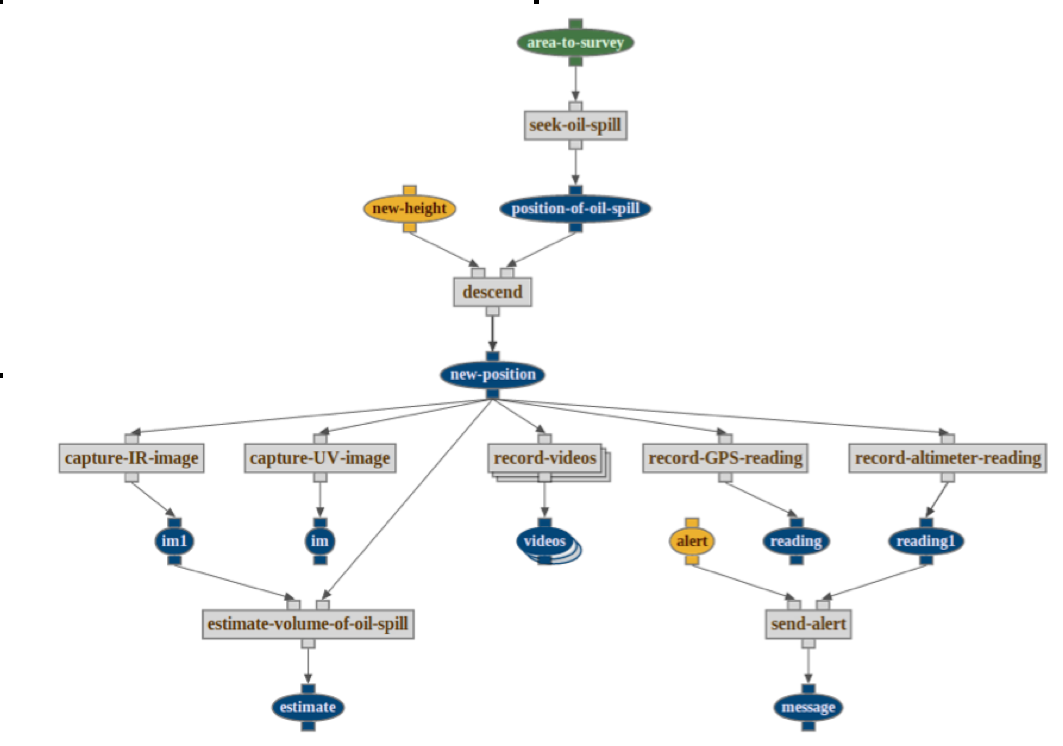 area-to-survey
seek-oil-spill
new-height
position-of-oil-spill
descend
new-position
capture-IR-image
capture-UV-image
record-videos
record-GPS-reading
record-altimeter-reading
im1
im
videos
alert
reading
reading1
estimate-volume-of-oil-spill
send-alert
estimate
message